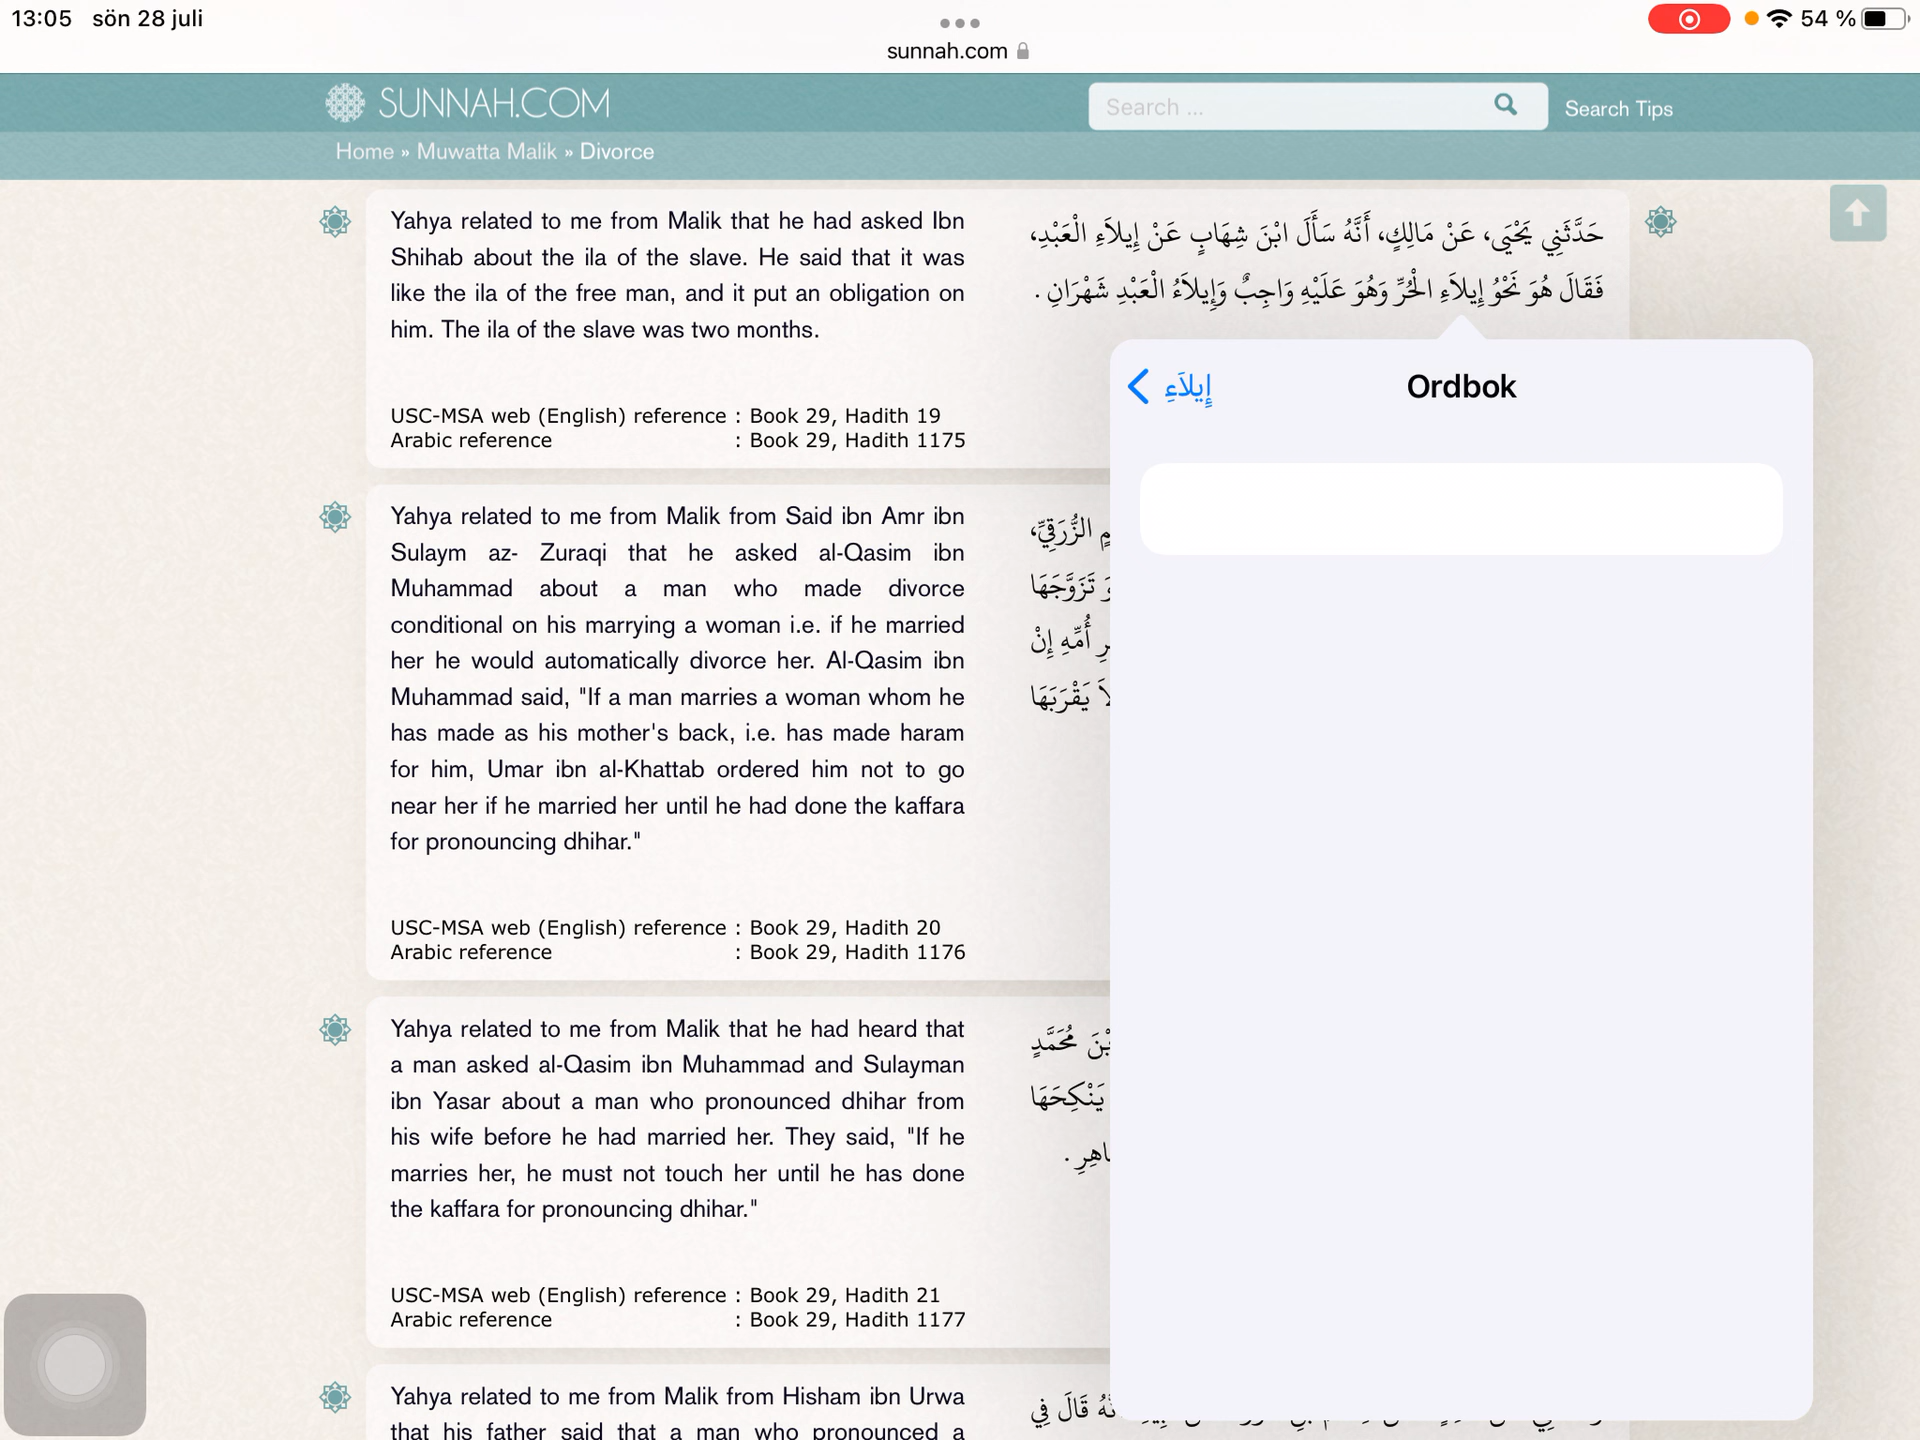 13:05 sön 28 juli
54 %
sunnah.com
SUNNAH.COM
Search ...
Search Tips
Home » Muwatta Malik » Divorce
Yahya related to me from Malik that he had asked Ibn
Shihab about the ila of the slave. He said that it was
like the ila of the free man, and it put an obligation on
him. The ila of the slave was two months.
حَدَّثَنِي يَحْيَى، عَنْ مَالِكٍ، أَنَّهُ سَأَلَ ابْنَ شِهَابٍ عَنْ إِيلاَءِ الْعَبْدِ،
فَقَالَ هُوَ نَحْوُ إِيلاَءِ الْحُرِّ وَهُوَ عَلَيْهِ وَاجِبٌ وَإِيلاَءُ الْعَبْدِ شَهْرَانِ .
USC-MSA web (English) reference : Book 29, Hadith 19
Arabic reference : Book 29, Hadith 1175
إِيلاَءِ
Ordbok
Yahya related to me from Malik from Said ibn Amr ibn
Sulaym az- Zuraqi that he asked al-Qasim ibn
Muhammad about a man who made divorce
conditional on his marrying a woman i.e. if he married
her he would automatically divorce her. Al-Qasim ibn
Muhammad said, "If a man marries a woman whom he
has made as his mother's back, i.e. has made haram
for him, Umar ibn al-Khattab ordered him not to go
near her if he married her until he had done the kaffara
for pronouncing dhihar."
الزُّرَقِيِّ،
تَزَوَّجَهَا
أُمِّهِ إِنْ
يَقْرَبَهَا
USC-MSA web (English) reference : Book 29, Hadith 20
Arabic reference : Book 29, Hadith 1176
Yahya related to me from Malik that he had heard that
a man asked al-Qasim ibn Muhammad and Sulayman
ibn Yasar about a man who pronounced dhihar from
his wife before he had married her. They said, "If he
marries her, he must not touch her until he has done
the kaffara for pronouncing dhihar."
مُحَمَّدٍ
يَنْكِحَهَا
USC-MSA web (English) reference : Book 29, Hadith 21
Arabic reference : Book 29, Hadith 1177
Yahya related to me from Malik from Hisham ibn Urwa
that his father said that a man who pronounced a
قَالَ فِي